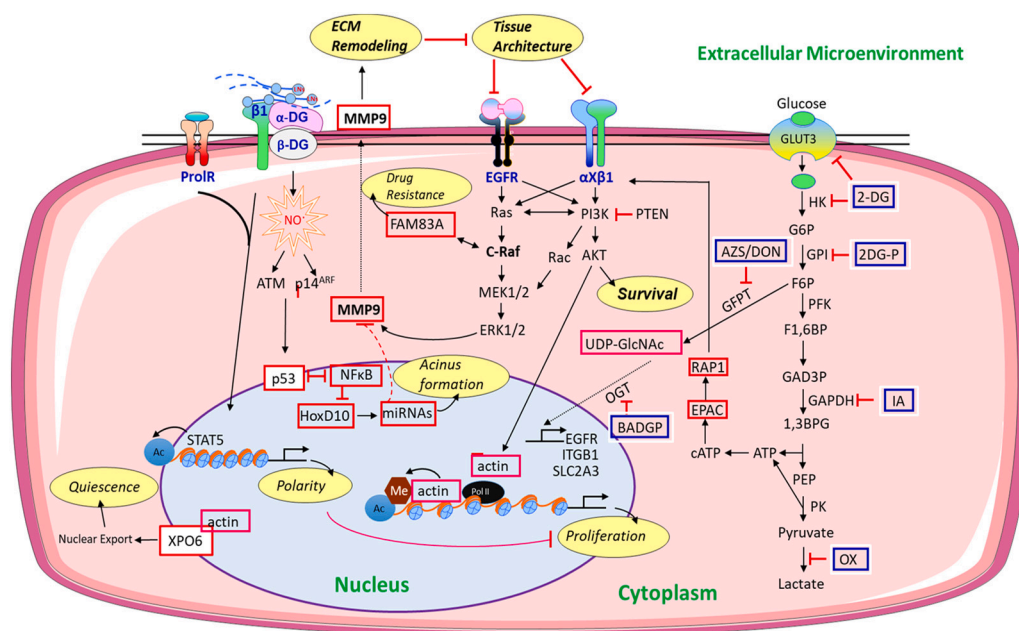 ECM
Remodeling
Tissue
Architecture
Extracellular Microenvironment
LNs
LNs
β1
α-DG
β-DG
MMP9
ProlR
EGFR
αXβ1
Glucose
GLUT3
HK
2-DG
G6P
GPI
2DG-P
F6P
PFK
F1,6BP
GAD3P
GAPDH
IA
1,3BPG
ATP
cATP
PEP
PK
Pyruvate
OX
Lactate
Drug
Resistance
FAM83A
NO-
ATM
p14ARF
Ras
PI3K
PTEN
C-Raf
Rac
AKT
MEK1/2
Survival
ERK1/2
MMP9
AZS/DON
GFPT
UDP-GlcNAc
OGT
BADGP
RAP1
EPAC
p53
NFĸB
HoxD10
miRNAs
Acinus
formation
EGFR
ITGB1
SLC2A3
Ac
STAT5
Polarity
Quiescence
Nuclear Export
XPO6
actin
actin
Me
actin
Pol II
Ac
Proliferation
Nucleus
Cytoplasm